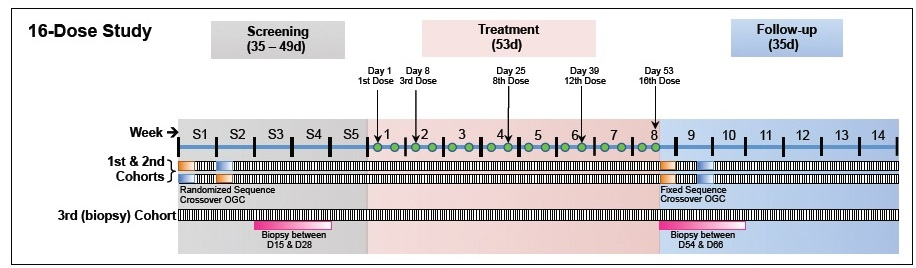 16-Dose Study
Screening
(35 – 49d)
Treatment
(53d)
Follow-up
(35d)
Day 1
1st Dose
Day 8
3rd Dose
Day 25
8th Dose
Day 39
12th Dose
Day 53
16th Dose
Week S1 S2 S3 S4 S5 1 2 3 4 5 6 7 8 9 10 11 12 13 14
1st & 2nd
Cohorts
Randomized Sequence
Crossover OGC
Fixed Sequence
Crossover OGC
3rd (biopsy) Cohort
Biopsy between
D15 & D28
Biopsy between
D54 & D66